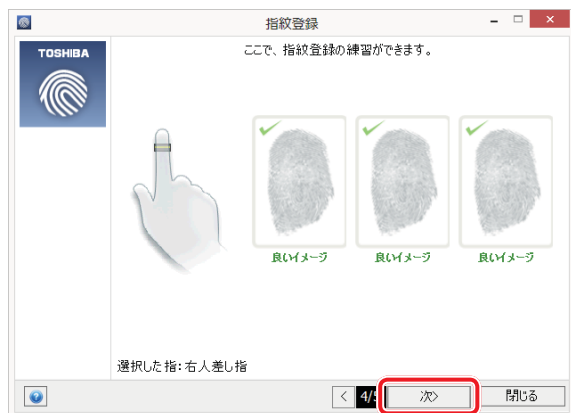 指紋登録
TOSHIBA
ここで、指紋登録の練習ができます。
良いイメージ 良いイメージ 良いイメージ
選択した指:右人差し指
< 4/5 次> 閉じる